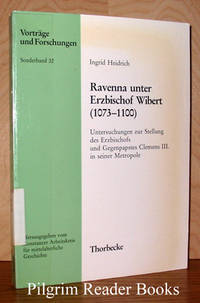 Vorträge
und Forschungen
Sonderband 32
Ingrid Heidrich
Ravenna unter
Erzbischof Wibert
(1073–1100)
Untersuchungen zur Stellung
des Erzbischofs
und Gegenpapstes Clemens III.
in seiner Metropole
Herausgegeben vom
Konstanzer Arbeitskreis
für mittelalterliche
Geschichte
Thorbecke
Pilgrim Reader Books